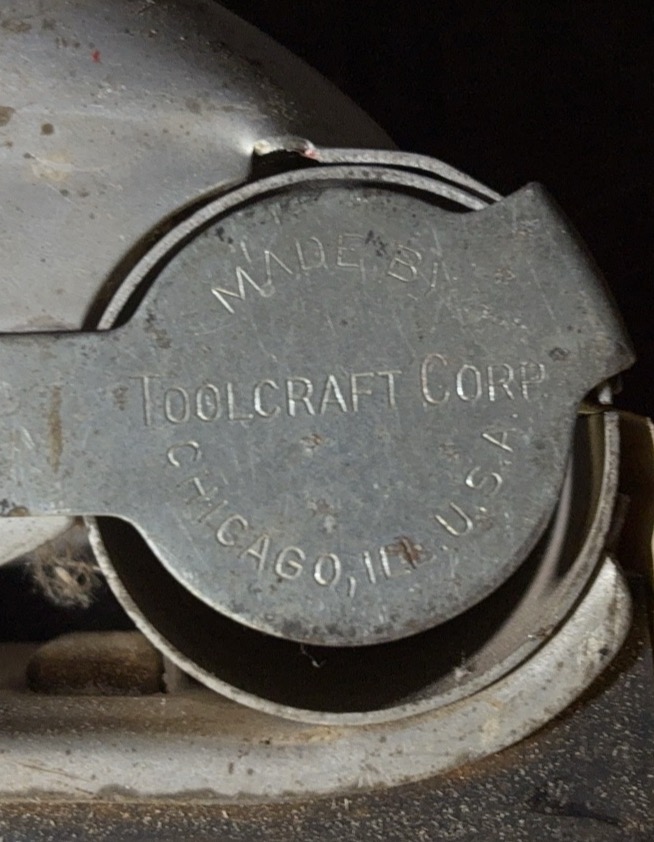 MADE BY
TOOLCRAFT CORP.
CHICAGO, ILL. U.S.A.